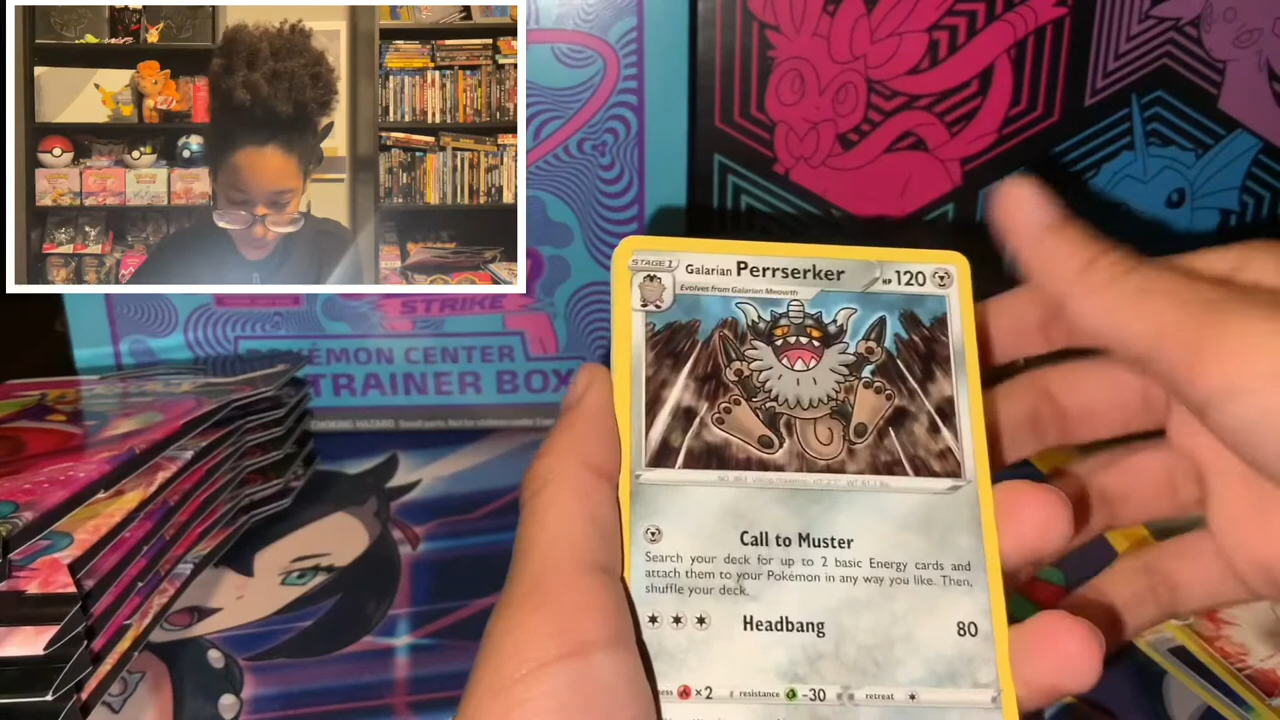 STRIKE
POKÉMON CENTER
TRAINER BOX
CHOKING HAZARD
STAGE 1
Galarian Perrserker
HP 120
Evolves from Galarian Meowth
Call to Muster
Search your deck for up to 2 basic Energy cards and
attach them to your Pokémon in any way you like. Then,
shuffle your deck.
Headbang 80
×2 resistance -30 retreat